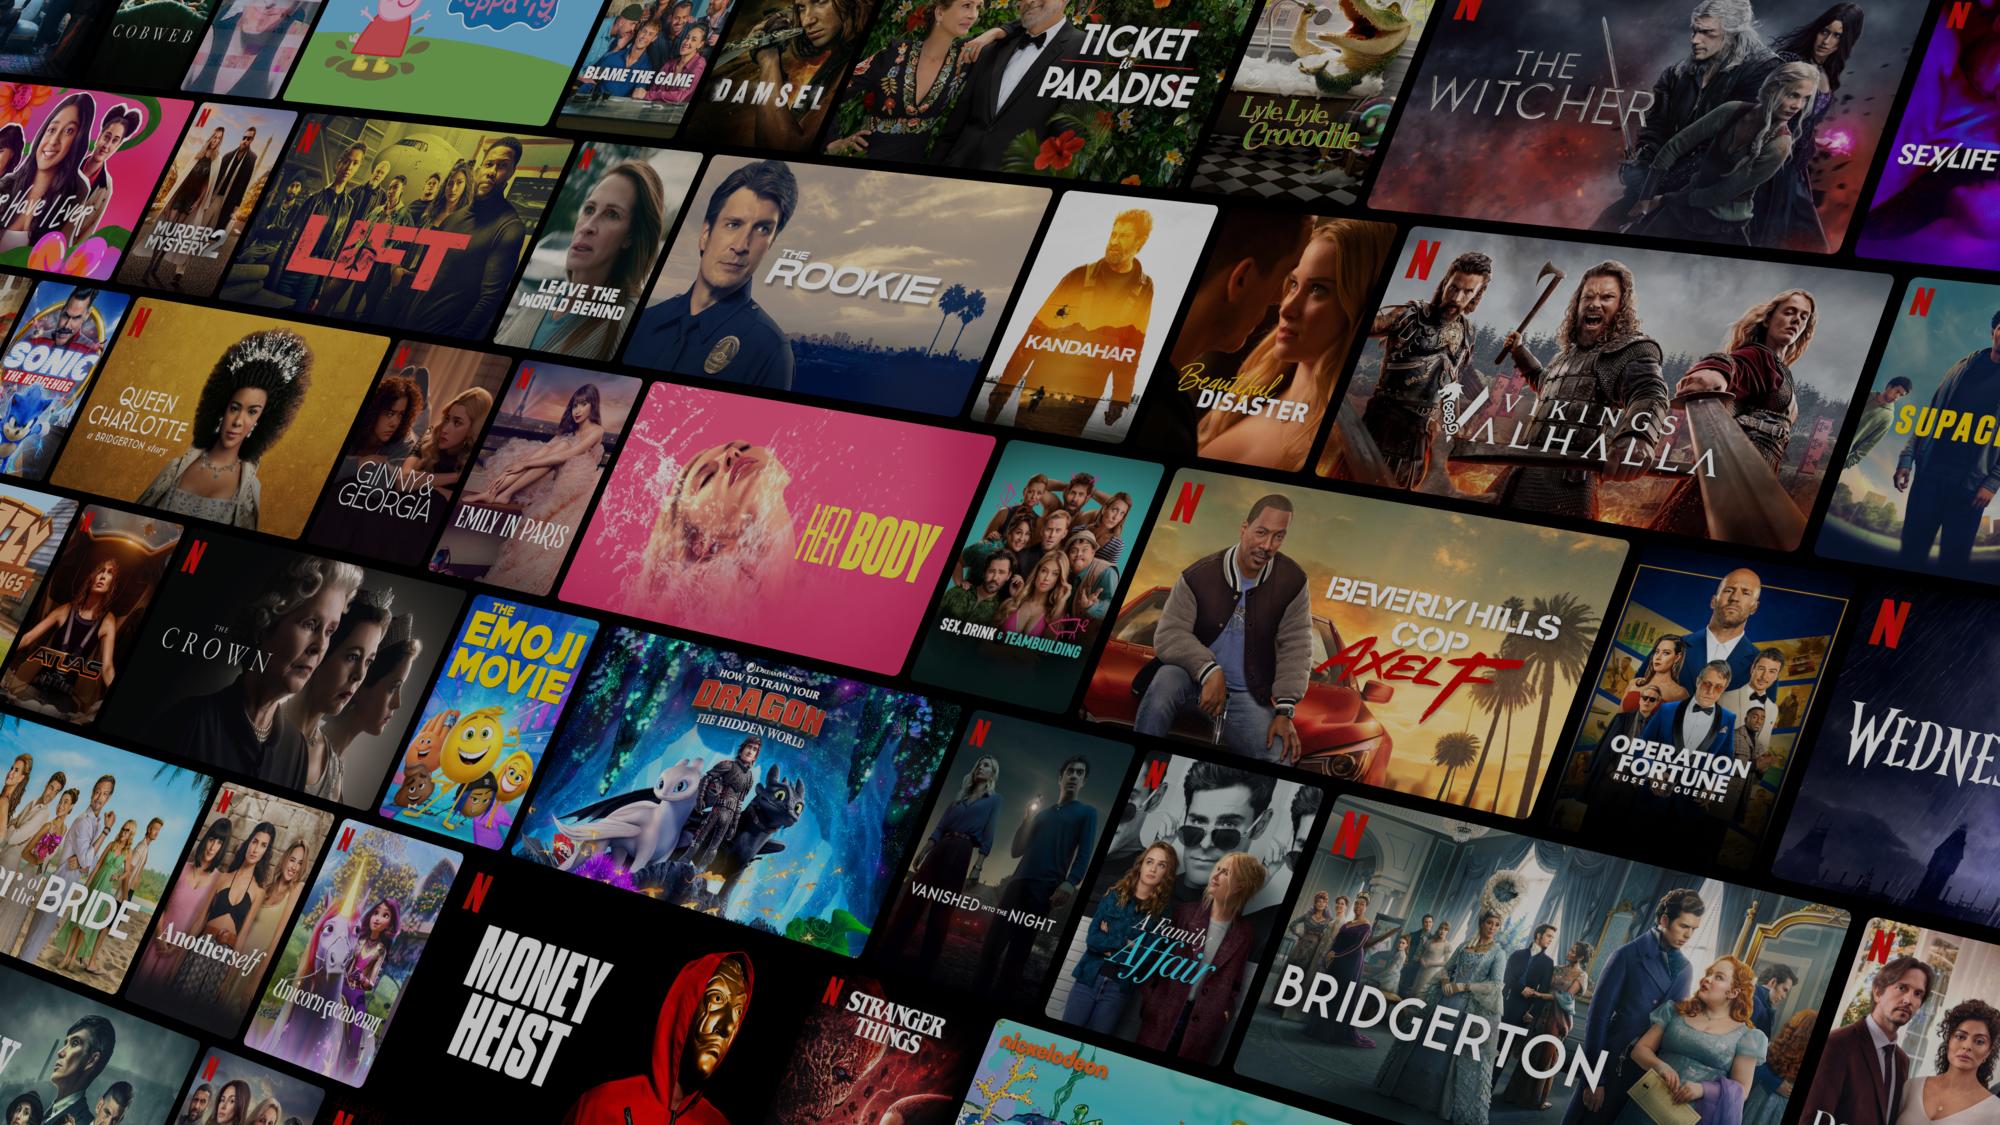 COBWEB
BLAME THE GAME
DAMSEL
TICKET
to
PARADISE
Lyle, Lyle,
Crocodile
N
THE
WITCHER
N
SEX/LIFE
Have I Ever
N
MURDER
MYSTERY 2
N
LIFT
N
LEAVE THE
WORLD BEHIND
THE
ROOKIE
KANDAHAR
Beautiful
DISASTER
N
VIKINGS
VALHALLA
N
SUPAC
SONIC
THE HEDGEHOG
N
QUEEN
CHARLOTTE
a BRIDGERTON story
N
GINNY &
GEORGIA
N
EMILY IN PARIS
HER BODY
SEX, DRINK & TEAMBUILDING
N
BEVERLY HILLS
COP
AXEL F
OPERATION
FORTUNE
RUSE DE GUERRE
N
WEDNES
N
ATLAS
N
THE
CROWN
THE
EMOJI
MOVIE
DREAMWORKS
HOW TO TRAIN YOUR
DRAGON
THE HIDDEN WORLD
N
VANISHED INTO THE NIGHT
N
A Family
Affair
N
BRIDGERTON
N
of
the BRIDE
N
Anotherself
N
Unicorn Academy
N
MONEY
HEIST
N
STRANGER
THINGS
nickelodeon
N
N